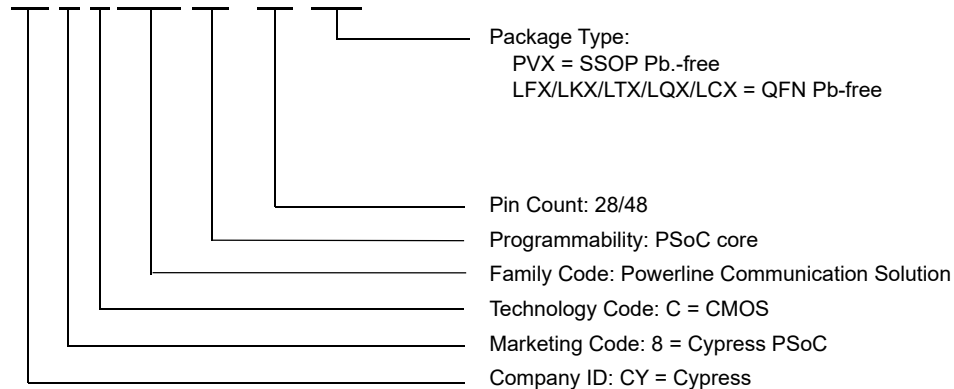 Package Type:
PVX = SSOP Pb.-free
LFX/LKX/LTX/LQX/LCX = QFN Pb-free
Pin Count: 28/48
Programmability: PSoC core
Family Code: Powerline Communication Solution
Technology Code: C = CMOS
Marketing Code: 8 = Cypress PSoC
Company ID: CY = Cypress